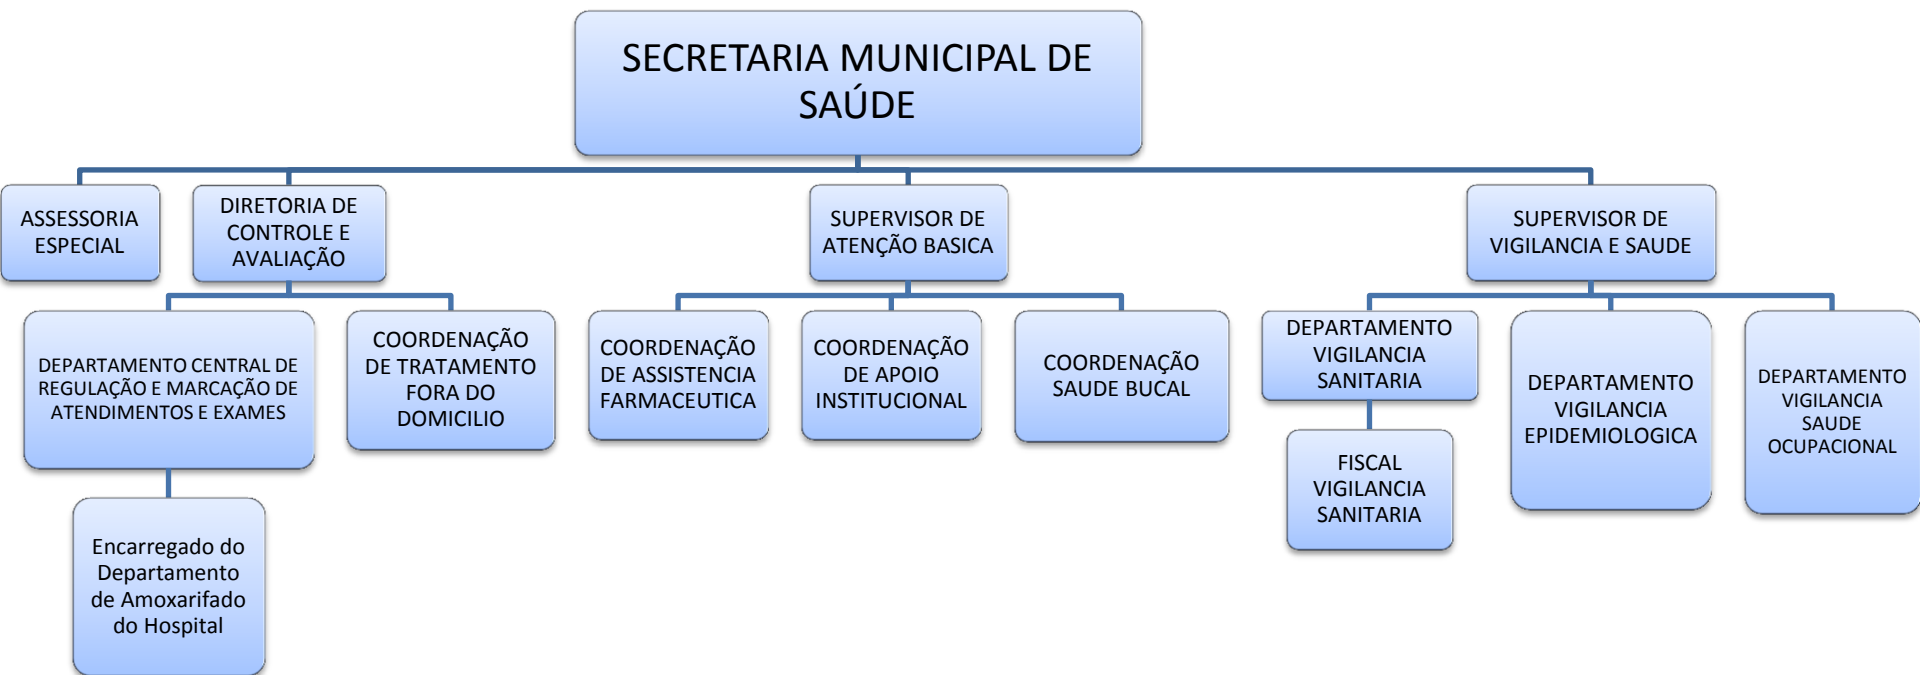 SECRETARIA MUNICIPAL DE
SAÚDE
ASSESSORIA
ESPECIAL
DIRETORIA DE
CONTROLE E
AVALIAÇÃO
SUPERVISOR DE
ATENÇÃO BASICA
SUPERVISOR DE
VIGILANCIA E SAUDE
DEPARTAMENTO CENTRAL DE
REGULAÇÃO E MARCAÇÃO DE
ATENDIMENTOS E EXAMES
COORDENAÇÃO
DE TRATAMENTO
FORA DO
DOMICILIO
COORDENAÇÃO
DE ASSISTENCIA
FARMACEUTICA
COORDENAÇÃO
DE APOIO
INSTITUCIONAL
COORDENAÇÃO
SAUDE BUCAL
DEPARTAMENTO
VIGILANCIA
SANITARIA
DEPARTAMENTO
VIGILANCIA
EPIDEMIOLOGICA
DEPARTAMENTO
VIGILANCIA
SAUDE
OCUPACIONAL
FISCAL
VIGILANCIA
SANITARIA
Encarregado do
Departamento
de Amoxarifado
do Hospital